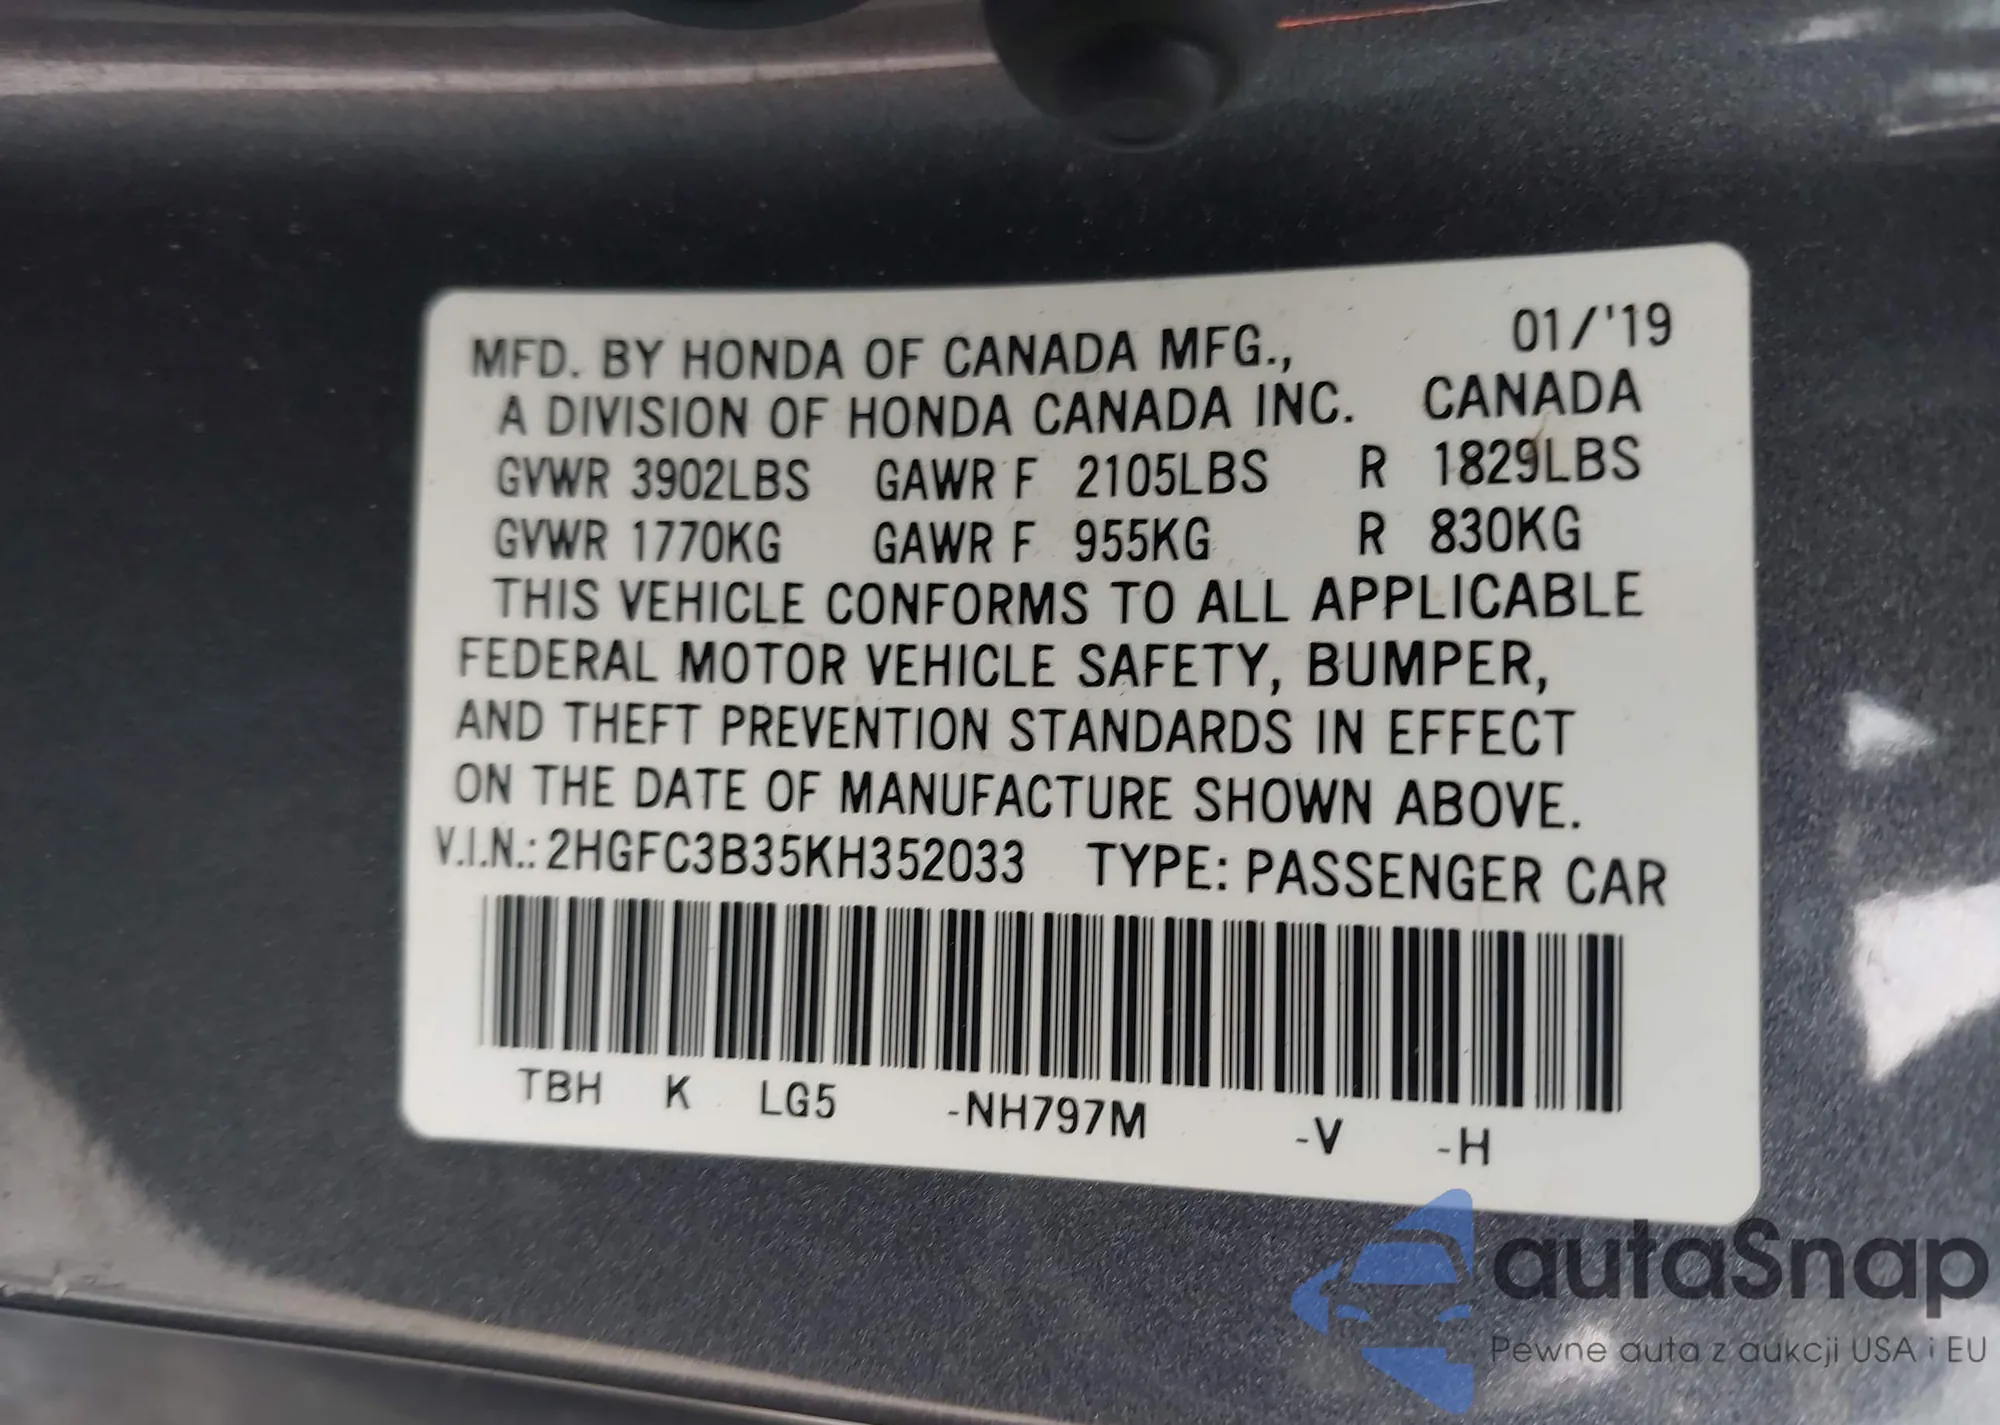 MFD. BY HONDA OF CANADA MFG., 01/'19
A DIVISION OF HONDA CANADA INC. CANADA
GVWR 3902LBS GAWR F 2105LBS R 1829LBS
GVWR 1770KG GAWR F 955KG R 830KG
THIS VEHICLE CONFORMS TO ALL APPLICABLE
FEDERAL MOTOR VEHICLE SAFETY, BUMPER,
AND THEFT PREVENTION STANDARDS IN EFFECT
ON THE DATE OF MANUFACTURE SHOWN ABOVE.
V.I.N.: 2HGFC3B35KH352033 TYPE: PASSENGER CAR
TBH K LG5 -NH797M -V -H
autaSnap
Pewne auta z aukcji USA i EU